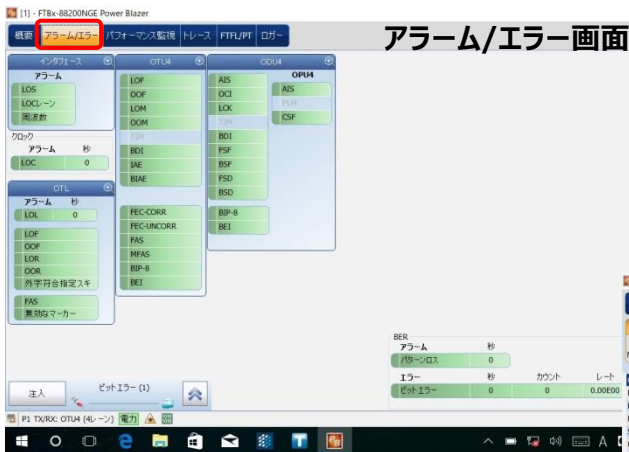 [1] - FTBx-88200NGE Power Blazer
概要 アラーム/エラー パフォーマンス監視 トレース FTFL/PT ロガー
アラーム/エラー画面
インタフェース
アラーム
LOS
LOCレーン
周波数
クロック
アラーム 秒
LOC 0
OTL
アラーム 秒
LOL 0
LOF
OOF
LOR
OOR
外字符合指定スキ
FAS
無効なマーカー
OTU4
LOF
OOF
LOM
OOM
TIM
BDI
IAE
BIAE
FEC-CORR
FEC-UNCORR
FAS
MFAS
BIP-8
BEI
ODU4
AIS
OCI
LCK
TIM
BDI
FSF
BSF
FSD
BSD
BIP-8
BEI
OPU4
AIS
PLM
CSF
BER
アラーム 秒
パターンロス 0
エラー 秒 カウント レート
ビットエラー 0 0 0.00E00
注入
ビットエラー (1)
P1 TX/RX: OTU4 (4レーン) 電力
A